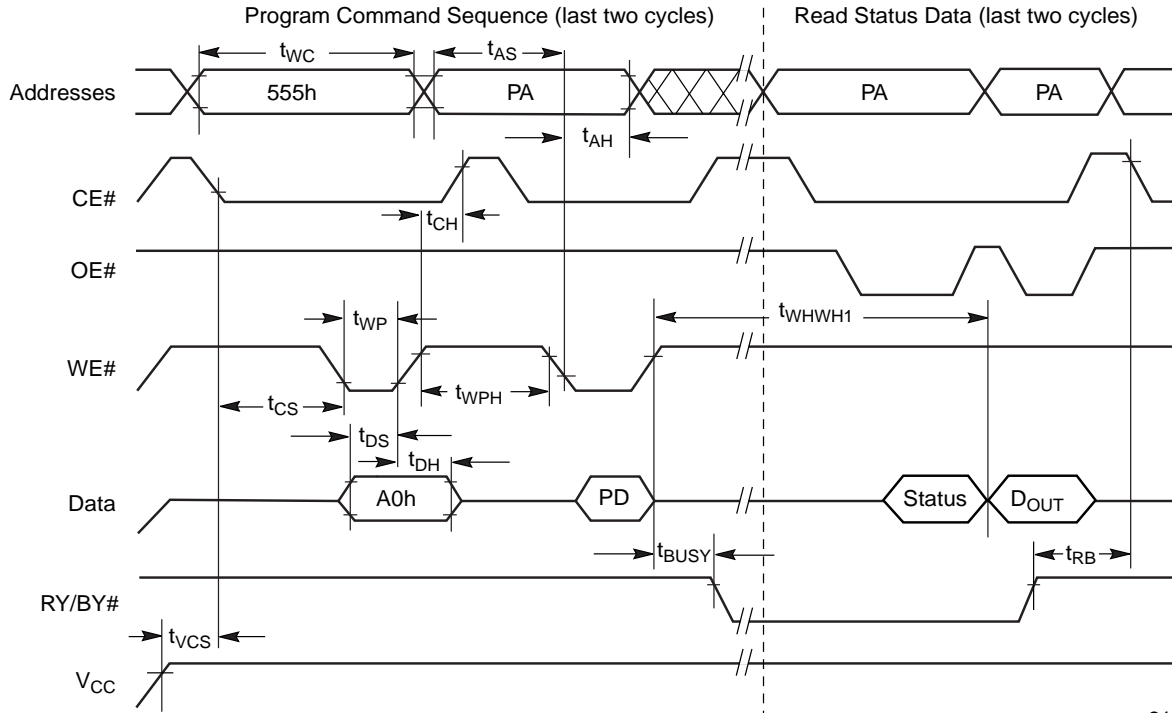 Program Command Sequence (last two cycles)
Read Status Data (last two cycles)
tWC
tAS
Addresses
555h
PA
PA
PA
tAH
CE#
tCH
OE#
tWHWH1
tWP
WE#
tWPH
tCS
tDS
tDH
Data
A0h
PD
Status
DOUT
tBUSY
tRB
RY/BY#
tVCS
VCC